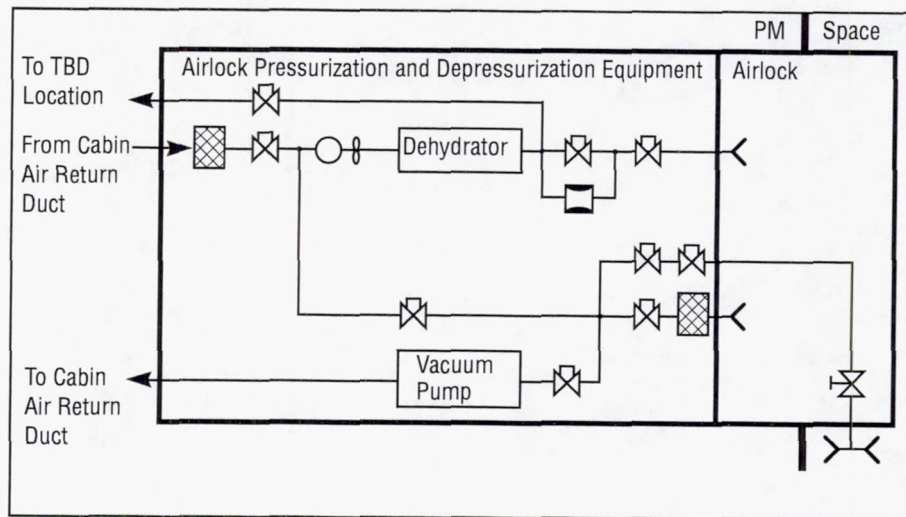 PM
Space
To TBD
Location
Airlock Pressurization and Depressurization Equipment
Airlock
From Cabin
Air Return
Duct
Dehydrator
Vacuum
Pump
To Cabin
Air Return
Duct